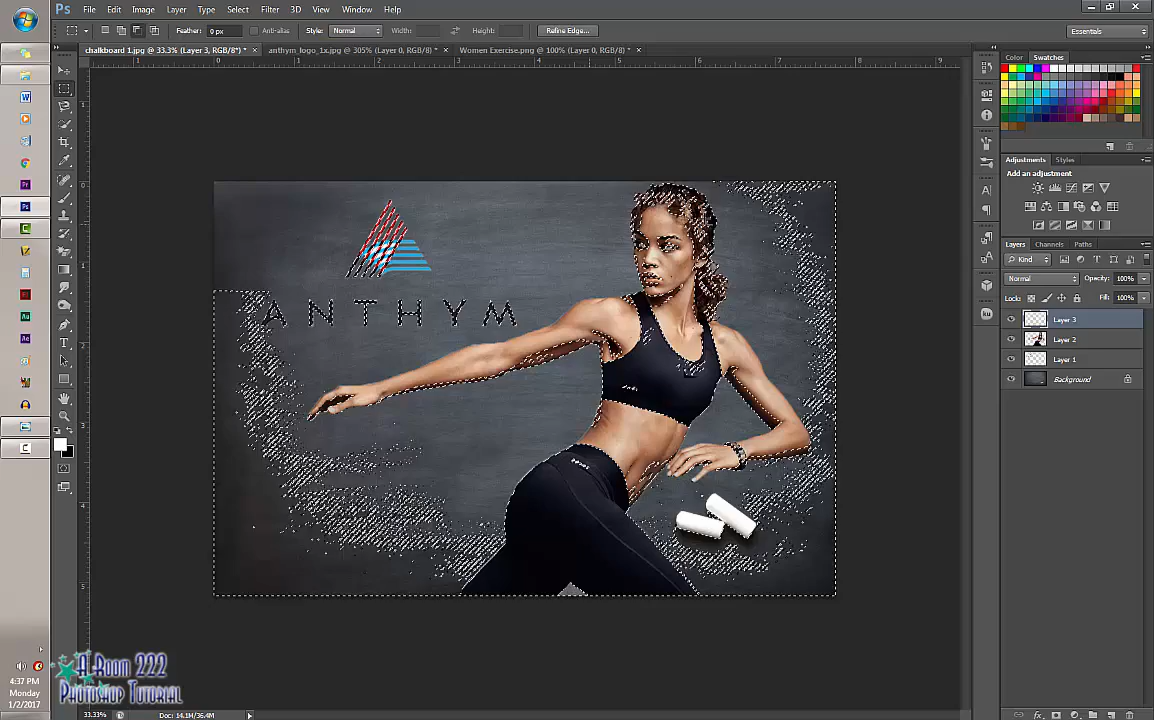 Ps File Edit Image Layer Type Select Filter 3D View Window Help
Feather: 0 px Anti-alias Style: Normal Width: Height: Refine Edge... Essentials
chalkboard 1.jpg @ 33.3% (Layer 3, RGB/8*) * × anthym_logo_1x.jpg @ 305% (Layer 0, RGB/8) * × Women Exercise.png @ 100% (Layer 0, RGB/8) * ×
Color Swatches
Adjustments Styles
Add an adjustment
Layers Channels Paths
Kind
Normal Opacity: 100%
Lock: Fill: 100%
Layer 3
Layer 2
Layer 1
Background
ANTHYM
4:37 PM
Monday
1/2/2017
A Room 222
Photoshop Tutorial
33.33% Doc: 14.1M/36.4M